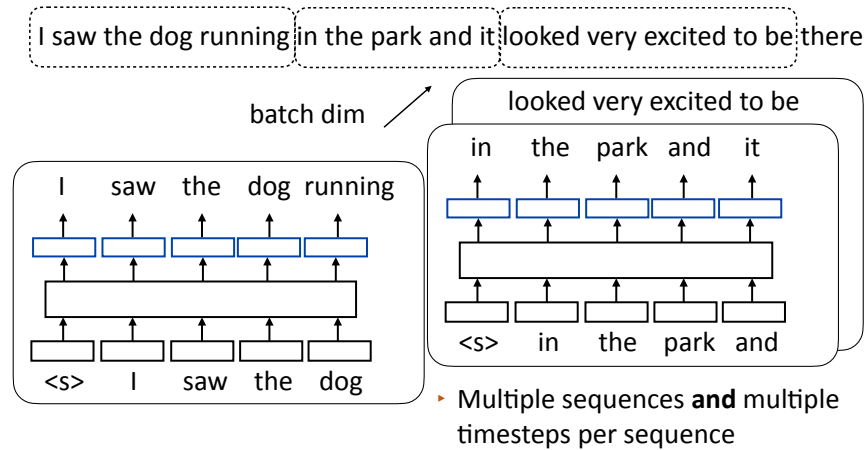 I saw the dog running in the park and it looked very excited to be there
batch dim
looked very excited to be
in the park and it
I saw the dog running
<s> in the park and
<s> I saw the dog
‣ Multiple sequences and multiple
timesteps per sequence